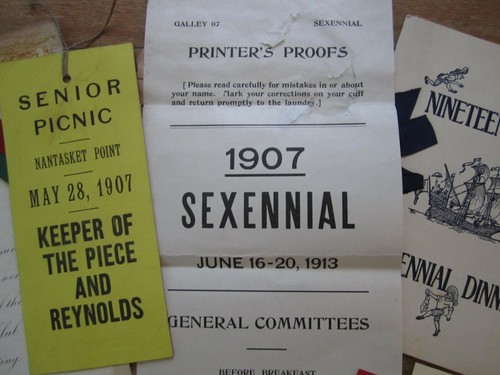 SENIOR
PICNIC
NANTASKET POINT
MAY 28, 1907
KEEPER OF
THE PIECE
AND
REYNOLDS
GALLEY 07 SEXENNIAL
PRINTER'S PROOFS
[Please read carefully for mistakes in or about
your name. Mark your corrections on your cuff
and return promptly to the laundry.]
1907
SEXENNIAL
JUNE 16-20, 1913
GENERAL COMMITTEES
BEFORE BREAKFAST
NINETEE
ENNIAL DINN